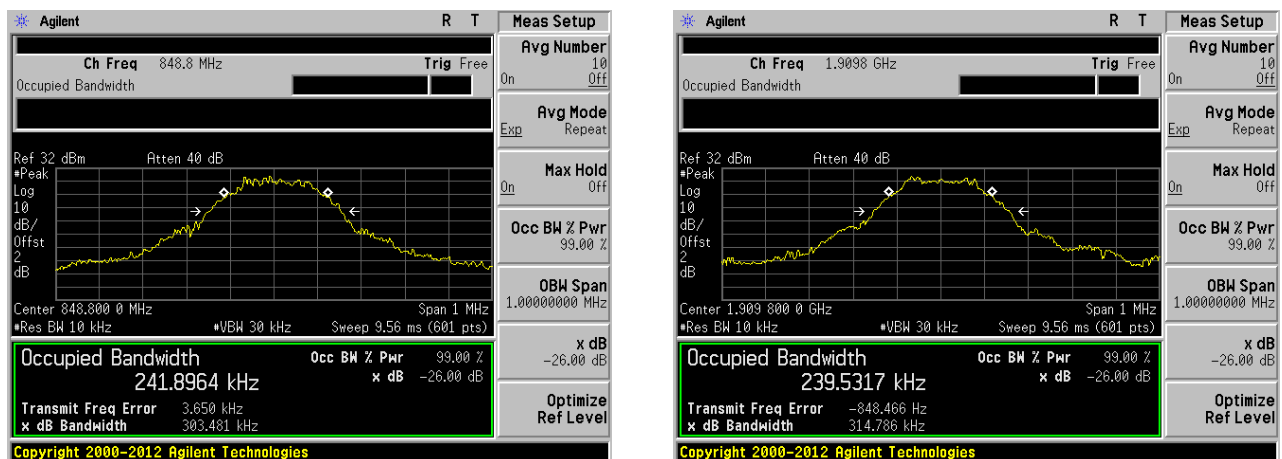 Agilent R T
Meas Setup
Ch Freq 848.8 MHz Trig Free
Occupied Bandwidth
Avg Number
10
On Off
Avg Mode
Exp Repeat
Max Hold
On Off
Occ BW % Pwr
99.00 %
OBW Span
1.00000000 MHz
x dB
-26.00 dB
Optimize
Ref Level
Ref 32 dBm Atten 40 dB
#Peak
Log
10
dB/
Offst
2
dB
Center 848.800 0 MHz Span 1 MHz
#Res BW 10 kHz #VBW 30 kHz Sweep 9.56 ms (601 pts)
Occupied Bandwidth Occ BW % Pwr 99.00 %
241.8964 kHz x dB -26.00 dB
Transmit Freq Error 3.650 kHz
x dB Bandwidth 303.481 kHz
Copyright 2000-2012 Agilent Technologies
Agilent R T
Meas Setup
Ch Freq 1.9098 GHz Trig Free
Occupied Bandwidth
Avg Number
10
On Off
Avg Mode
Exp Repeat
Max Hold
On Off
Occ BW % Pwr
99.00 %
OBW Span
1.00000000 MHz
x dB
-26.00 dB
Optimize
Ref Level
Ref 32 dBm Atten 40 dB
#Peak
Log
10
dB/
Offst
2
dB
Center 1.909 800 0 GHz Span 1 MHz
#Res BW 10 kHz #VBW 30 kHz Sweep 9.56 ms (601 pts)
Occupied Bandwidth Occ BW % Pwr 99.00 %
239.5317 kHz x dB -26.00 dB
Transmit Freq Error -848.466 Hz
x dB Bandwidth 314.786 kHz
Copyright 2000-2012 Agilent Technologies